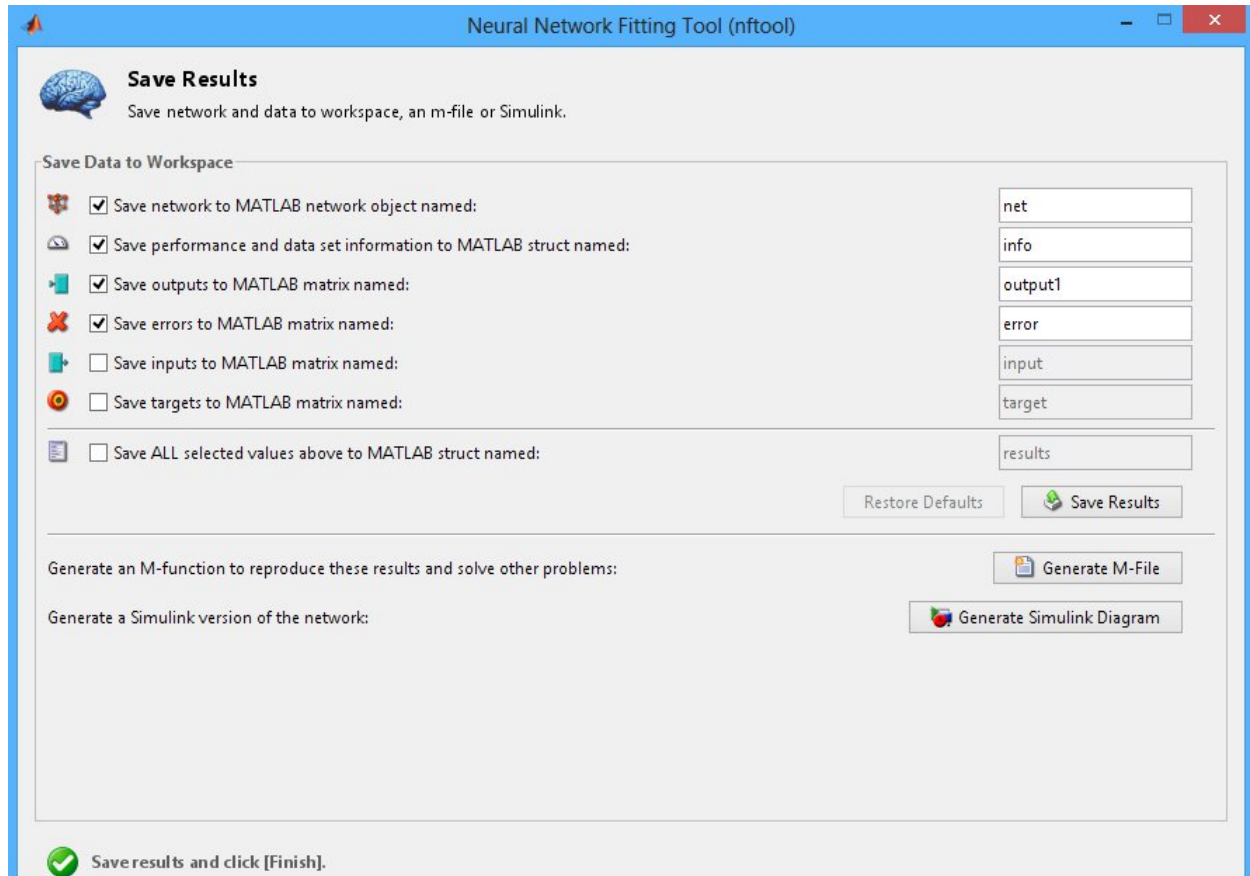 Neural Network Fitting Tool (nftool)
Save Results
Save network and data to workspace, an m-file or Simulink.
Save Data to Workspace
Save network to MATLAB network object named: net
Save performance and data set information to MATLAB struct named: info
Save outputs to MATLAB matrix named: output1
Save errors to MATLAB matrix named: error
Save inputs to MATLAB matrix named: input
Save targets to MATLAB matrix named: target
Save ALL selected values above to MATLAB struct named: results
Restore Defaults Save Results
Generate an M-function to reproduce these results and solve other problems: Generate M-File
Generate a Simulink version of the network: Generate Simulink Diagram
Save results and click [Finish].